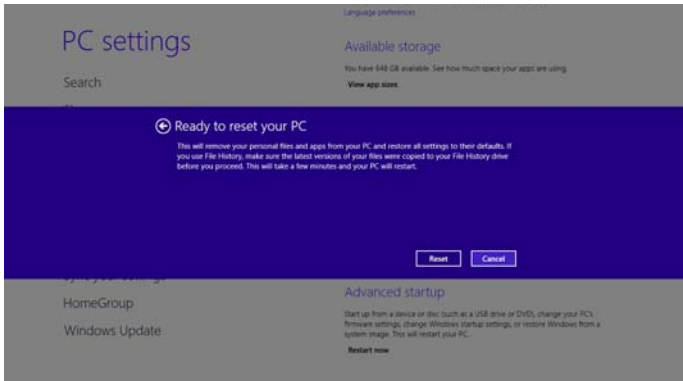 Language preferences
PC settings
Available storage
You have 648 GB available. See how much space your apps are using.
Search
View app sizes
Ready to reset your PC
This will remove your personal files and apps from your PC and restore all settings to their defaults. If
you use File History, make sure the latest versions of your files were copied to your File History drive
before you proceed. This will take a few minutes and your PC will restart.
Reset Cancel
HomeGroup
Windows Update
Advanced startup
Start up from a device or disc (such as a USB drive or DVD), change your PC's
firmware settings, change Windows startup settings, or restore Windows from a
system image. This will restart your PC.
Restart now